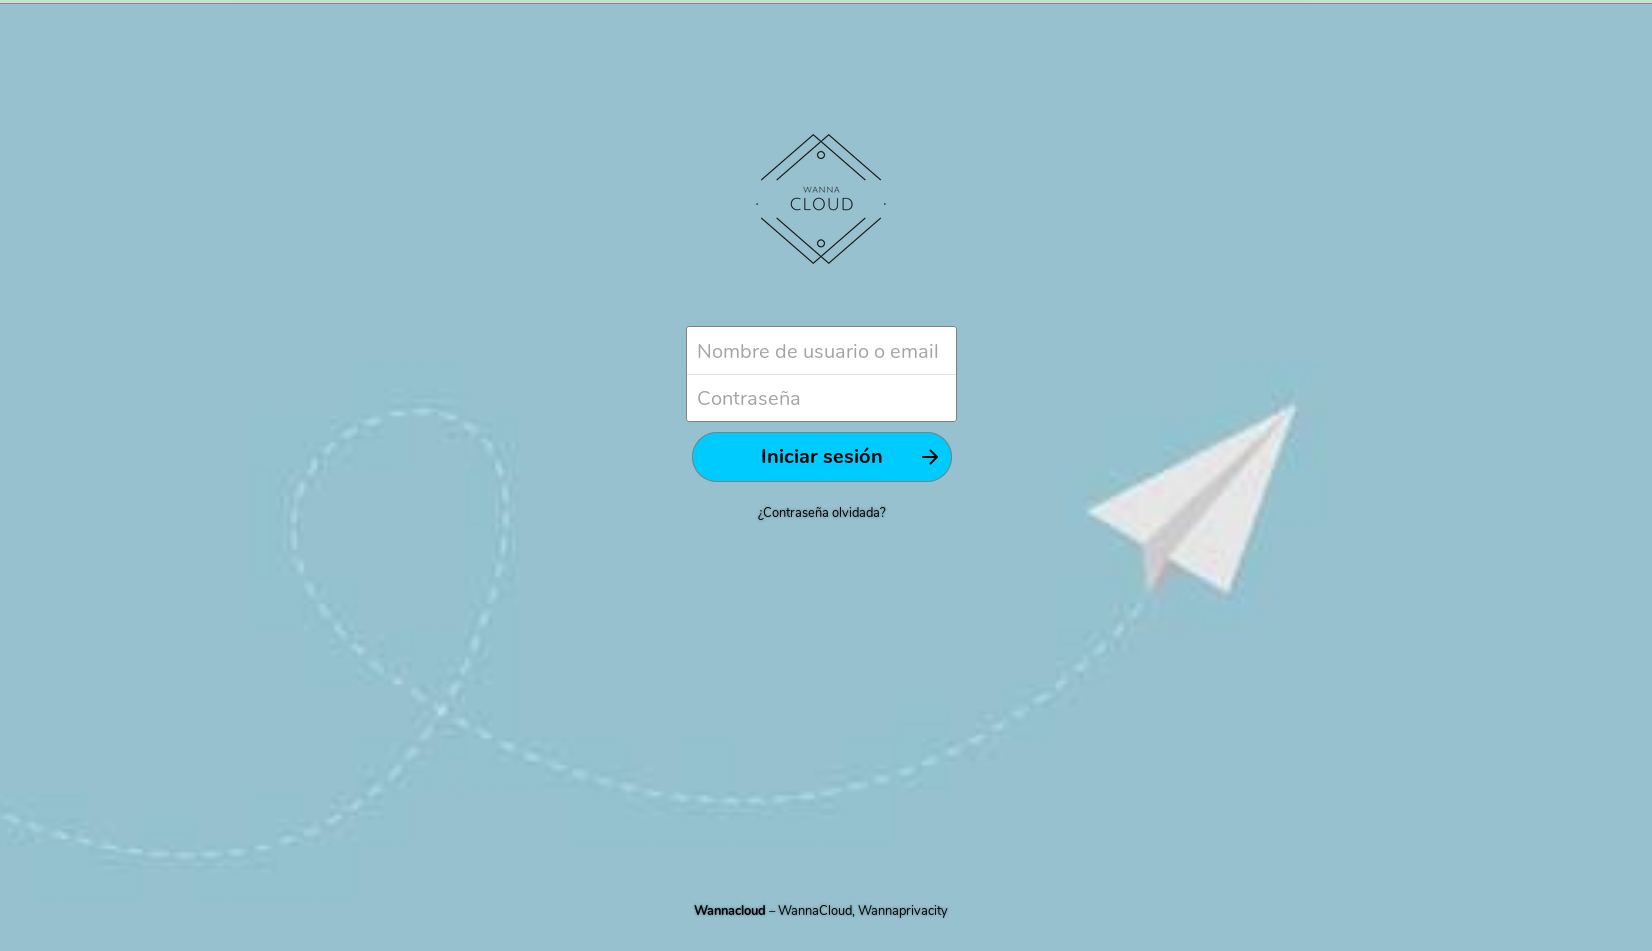 WANNA
CLOUD
Nombre de usuario o email
Contraseña
Iniciar sesión
¿Contraseña olvidada?
Wannacloud – WannaCloud, Wannaprivacity